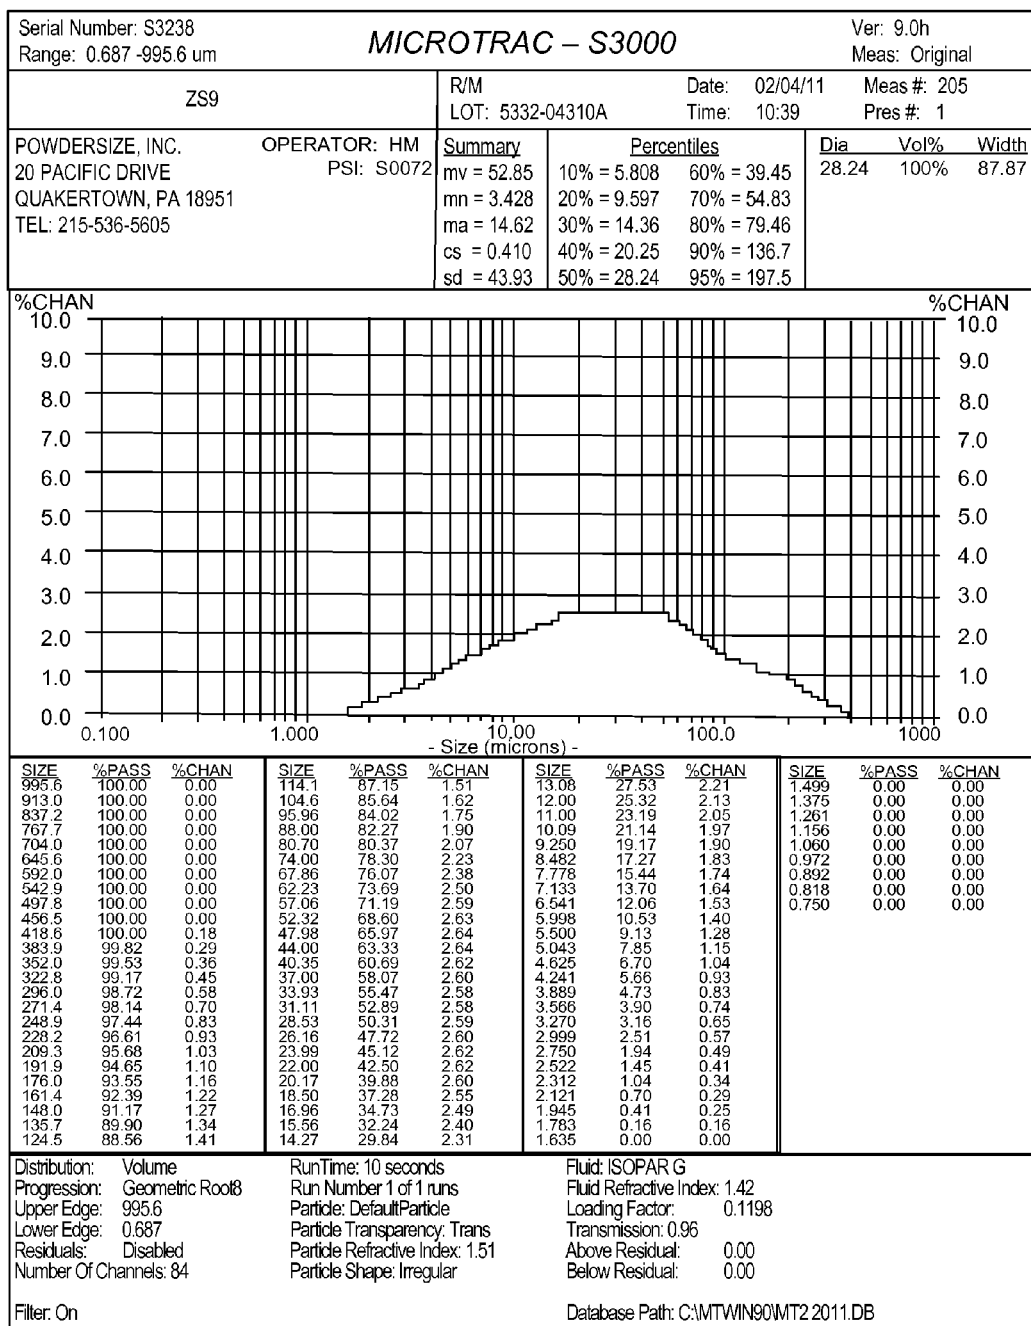 Serial Number: S3238
Range: 0.687 -995.6 um
MICROTRAC – S3000
Ver: 9.0h
Meas: Original
ZS9
R/M
LOT: 5332-04310A
Date: 02/04/11
Time: 10:39
Meas #: 205
Pres #: 1
POWDERSIZE, INC.
OPERATOR: HM
20 PACIFIC DRIVE
PSI: S0072
QUAKERTOWN, PA 18951
TEL: 215-536-5605
Summary
mv = 52.85
mn = 3.428
ma = 14.62
cs = 0.410
sd = 43.93
Percentiles
10% = 5.808 60% = 39.45
20% = 9.597 70% = 54.83
30% = 14.36 80% = 79.46
40% = 20.25 90% = 136.7
50% = 28.24 95% = 197.5
Dia Vol% Width
28.24 100% 87.87
%CHAN %CHAN
10.0 10.0
9.0 9.0
8.0 8.0
7.0 7.0
6.0 6.0
5.0 5.0
4.0 4.0
3.0 3.0
2.0 2.0
1.0 1.0
0.0 0.0
0.100 1.000 10.00 100.0 1000
- Size (microns) -
SIZE %PASS %CHAN
995.6 100.00 0.00
913.0 100.00 0.00
837.2 100.00 0.00
767.7 100.00 0.00
704.0 100.00 0.00
645.6 100.00 0.00
592.0 100.00 0.00
542.9 100.00 0.00
497.8 100.00 0.00
456.5 100.00 0.00
418.6 100.00 0.18
383.9 99.82 0.29
352.0 99.53 0.36
322.8 99.17 0.45
296.0 98.72 0.58
271.4 98.14 0.70
248.9 97.44 0.83
228.2 96.61 0.93
209.3 95.68 1.03
191.9 94.65 1.10
176.0 93.55 1.16
161.4 92.39 1.22
148.0 91.17 1.27
135.7 89.90 1.34
124.5 88.56 1.41
SIZE %PASS %CHAN
114.1 87.15 1.51
104.6 85.64 1.62
95.96 84.02 1.75
88.00 82.27 1.90
80.70 80.37 2.07
74.00 78.30 2.23
67.86 76.07 2.38
62.23 73.69 2.50
57.06 71.19 2.59
52.32 68.60 2.63
47.98 65.97 2.64
44.00 63.33 2.64
40.35 60.69 2.62
37.00 58.07 2.60
33.93 55.47 2.58
31.11 52.89 2.58
28.53 50.31 2.59
26.16 47.72 2.60
23.99 45.12 2.62
22.00 42.50 2.62
20.17 39.88 2.60
18.50 37.28 2.55
16.96 34.73 2.49
15.56 32.24 2.40
14.27 29.84 2.31
SIZE %PASS %CHAN
13.08 27.53 2.21
12.00 25.32 2.13
11.00 23.19 2.05
10.09 21.14 1.97
9.250 19.17 1.90
8.482 17.27 1.83
7.778 15.44 1.74
7.133 13.70 1.64
6.541 12.06 1.53
5.998 10.53 1.40
5.500 9.13 1.28
5.043 7.85 1.15
4.625 6.70 1.04
4.241 5.66 0.93
3.889 4.73 0.83
3.566 3.90 0.74
3.270 3.16 0.65
2.999 2.51 0.57
2.750 1.94 0.49
2.522 1.45 0.41
2.312 1.04 0.34
2.121 0.70 0.29
1.945 0.41 0.25
1.783 0.16 0.16
1.635 0.00 0.00
SIZE %PASS %CHAN
1.499 0.00 0.00
1.375 0.00 0.00
1.261 0.00 0.00
1.156 0.00 0.00
1.060 0.00 0.00
0.972 0.00 0.00
0.892 0.00 0.00
0.818 0.00 0.00
0.750 0.00 0.00
Distribution: Volume
Progression: Geometric Root8
Upper Edge: 995.6
Lower Edge: 0.687
Residuals: Disabled
Number Of Channels: 84
Filter: On
RunTime: 10 seconds
Run Number 1 of 1 runs
Particle: DefaultParticle
Particle Transparency: Trans
Particle Refractive Index: 1.51
Particle Shape: Irregular
Fluid: ISOPAR G
Fluid Refractive Index: 1.42
Loading Factor: 0.1198
Transmission: 0.96
Above Residual: 0.00
Below Residual: 0.00
Database Path: C:\MTWIN90\MT2 2011.DB